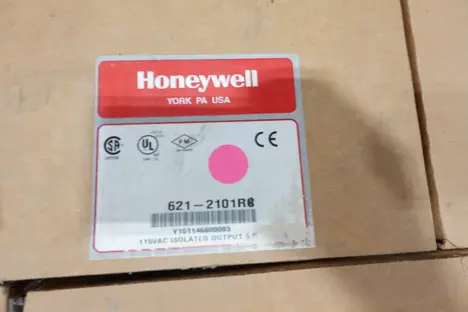 Honeywell
YORK PA USA
CE
621-2101R
115VAC ISOLATED OUTPUT